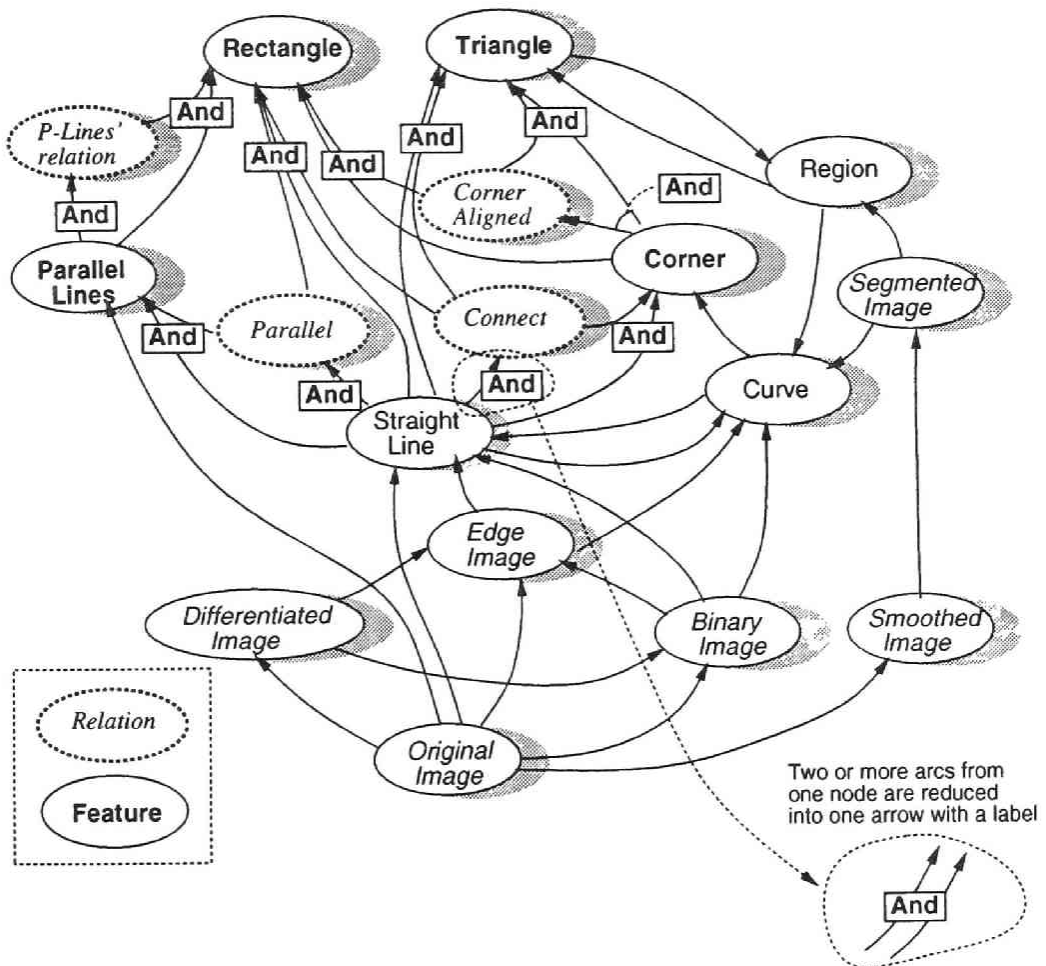 Rectangle
Triangle
And
P-Lines'
relation
And
And
And
And
And
Region
Corner
Aligned
And
And
Corner
Parallel
Lines
Segmented
Image
Parallel
Connect
And
And
And
And
Curve
Straight
Line
Edge
Image
Differentiated
Image
Binary
Image
Smoothed
Image
Relation
Original
Image
Feature
Two or more arcs from
one node are reduced
into one arrow with a label
And